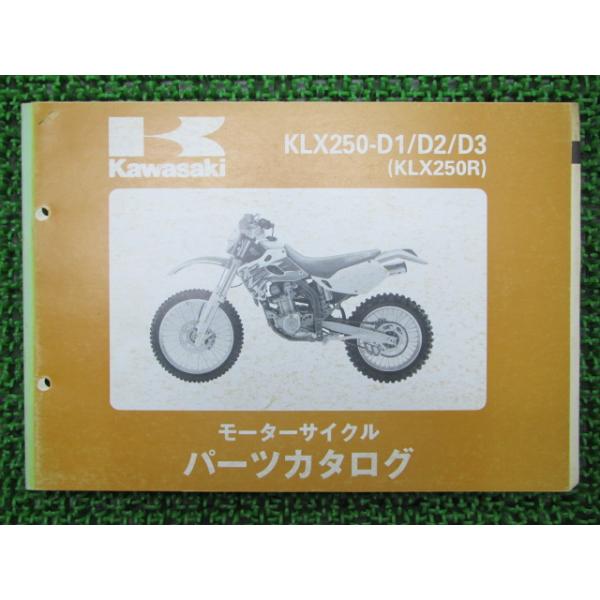 Kawasaki
KLX250-D1/D2/D3
(KLX250R)
モーターサイクル
パーツカタログ